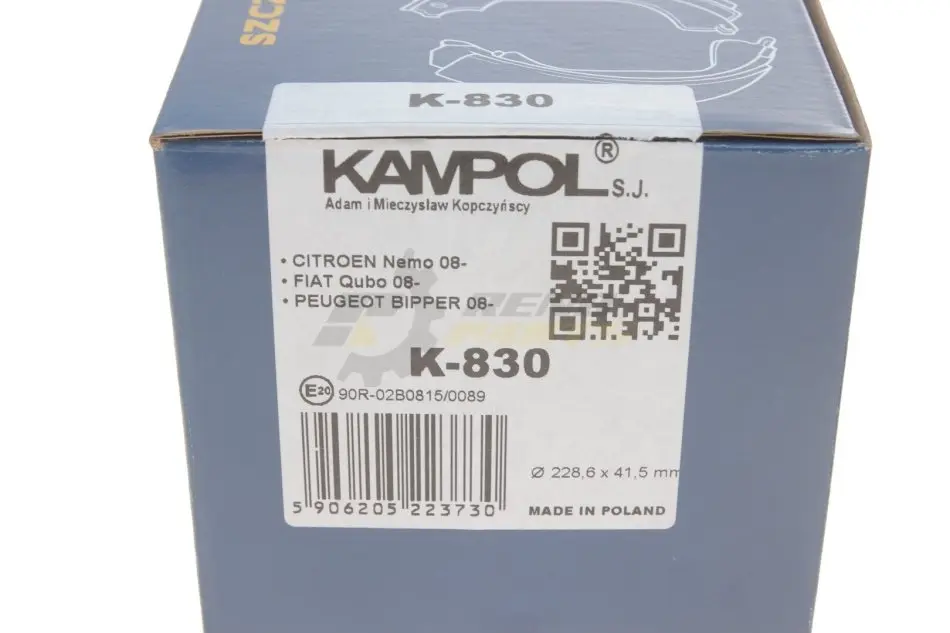 SZCZ
K-830
KAMPOL® S.J.
Adam i Mieczysław Kopczyńscy
• CITROEN Nemo 08-
• FIAT Qubo 08-
• PEUGEOT BIPPER 08-
K-830
E20 90R-02B0815/0089
Ø 228,6 x 41,5 mm
5 906205 223730
MADE IN POLAND